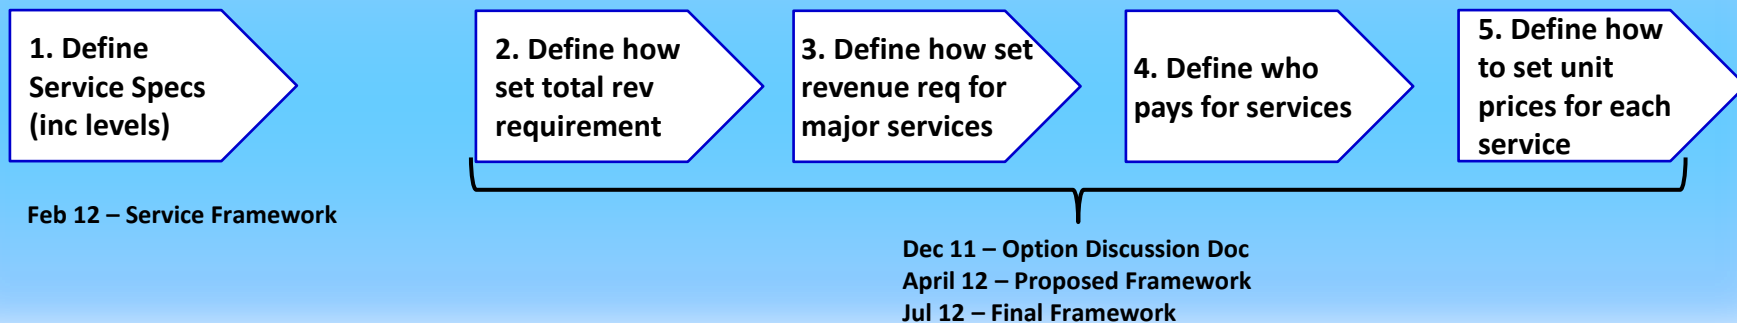 1. Define
Service Specs
(inc levels)
2. Define how
set total rev
requirement
3. Define how set
revenue req for
major services
4. Define who
pays for services
5. Define how
to set unit
prices for each
service
Feb 12 – Service Framework
Dec 11 – Option Discussion Doc
April 12 – Proposed Framework
Jul 12 – Final Framework